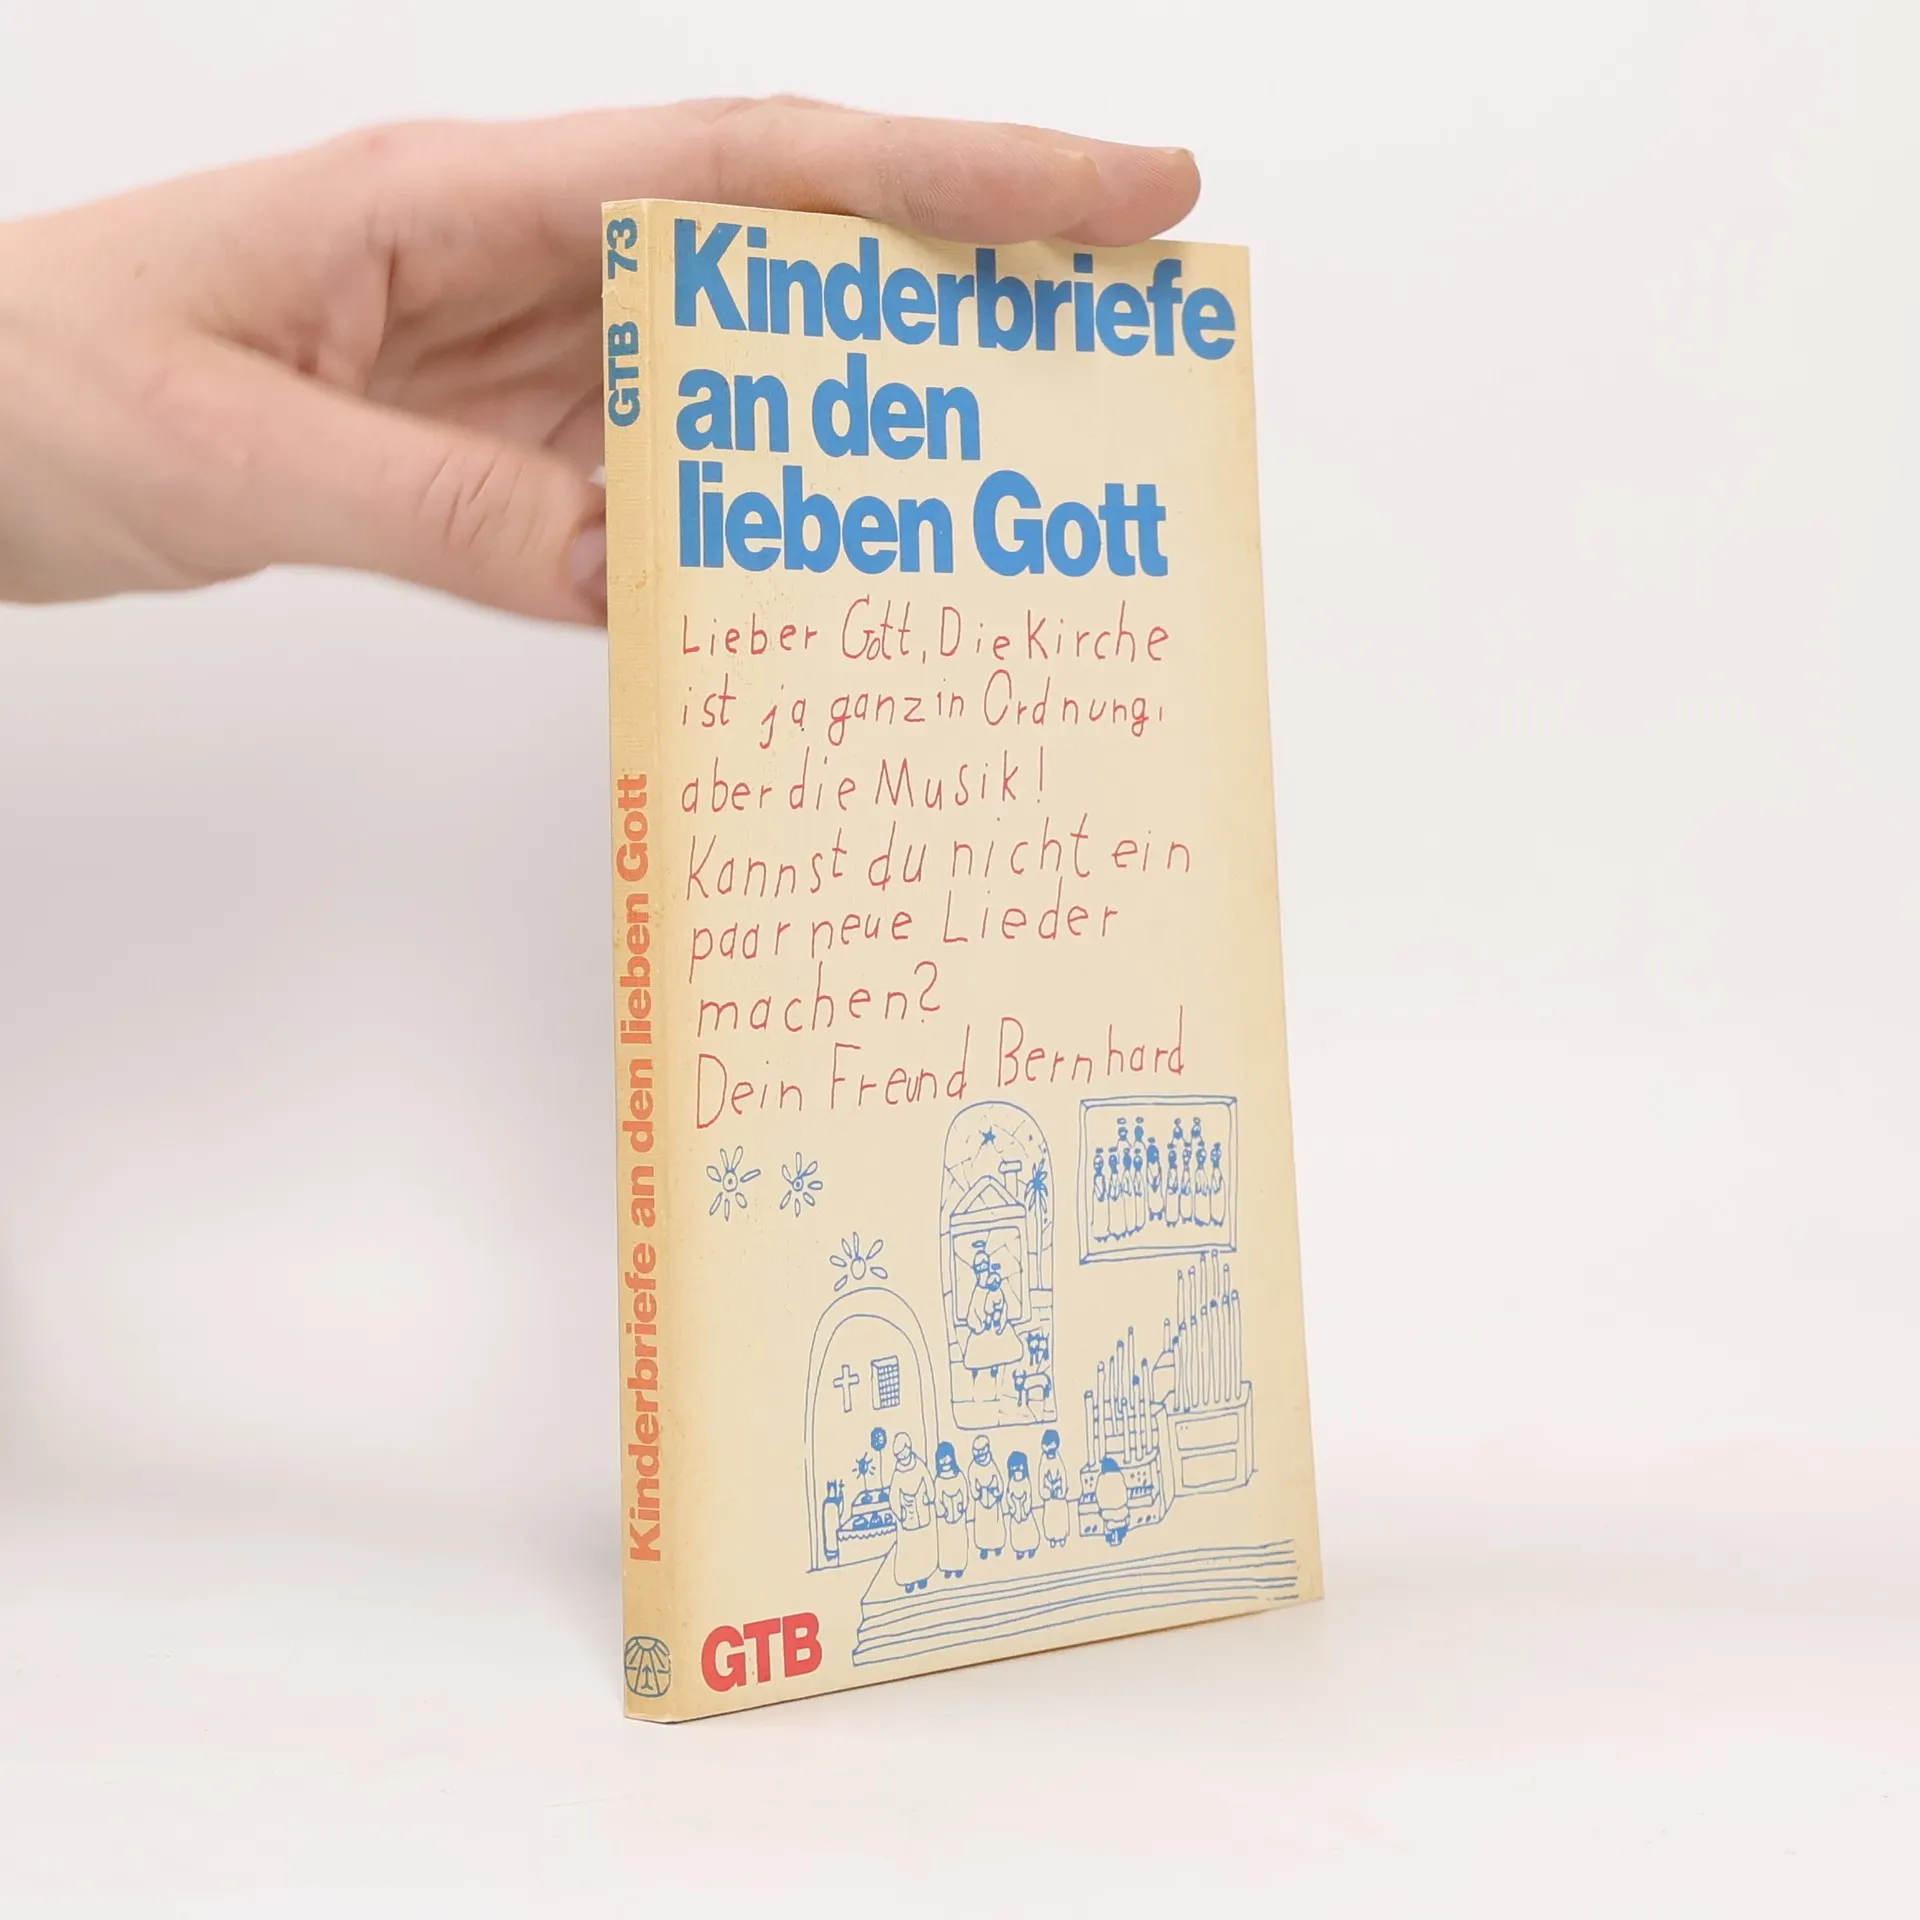 GTB 73
Kinderbriefe an den lieben Gott
Kinderbriefe
an den
lieben Gott
Lieber Gott, Die Kirche
ist ja ganz in Ordnung,
aber die Musik!
Kannst du nicht ein
paar neue Lieder
machen?
Dein Freund Bernhard
GTB